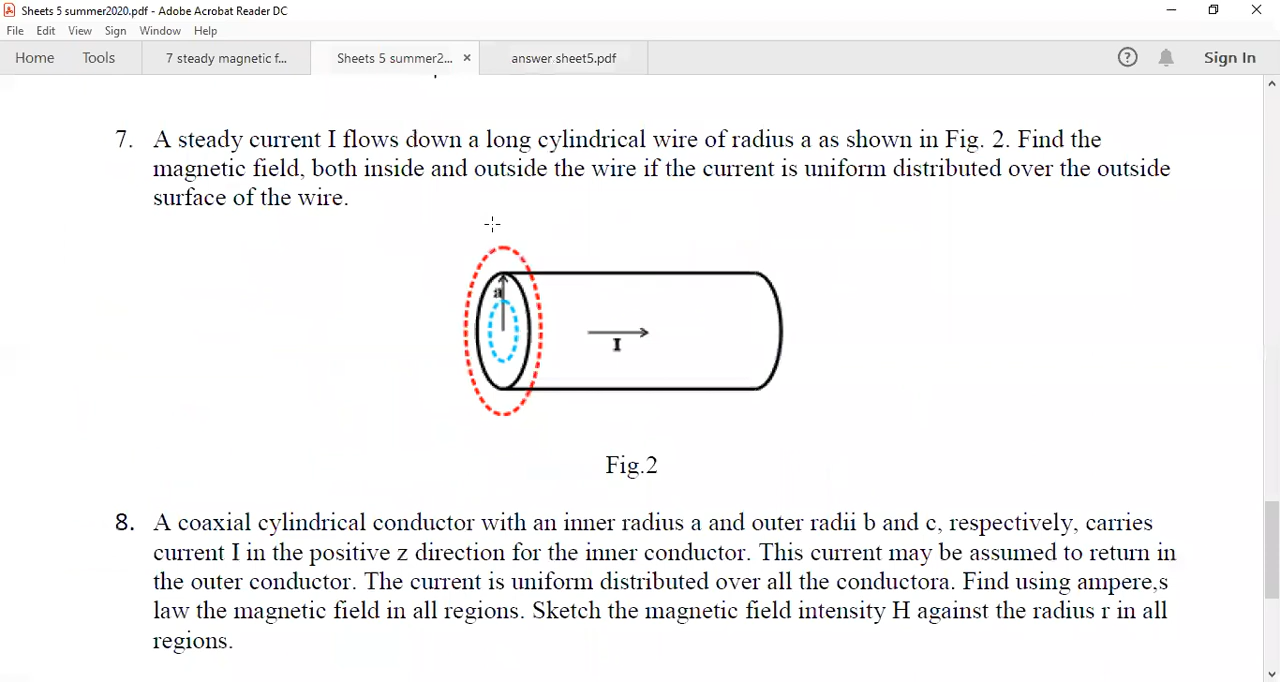 Sheets 5 summer2020.pdf - Adobe Acrobat Reader DC
File Edit View Sign Window Help
Home Tools 7 steady magnetic f... Sheets 5 summer2... × answer sheet5.pdf ? Sign In
7. A steady current I flows down a long cylindrical wire of radius a as shown in Fig. 2. Find the
magnetic field, both inside and outside the wire if the current is uniform distributed over the outside
surface of the wire.
a
I
Fig.2
8. A coaxial cylindrical conductor with an inner radius a and outer radii b and c, respectively, carries
current I in the positive z direction for the inner conductor. This current may be assumed to return in
the outer conductor. The current is uniform distributed over all the conductora. Find using ampere,s
law the magnetic field in all regions. Sketch the magnetic field intensity H against the radius r in all
regions.